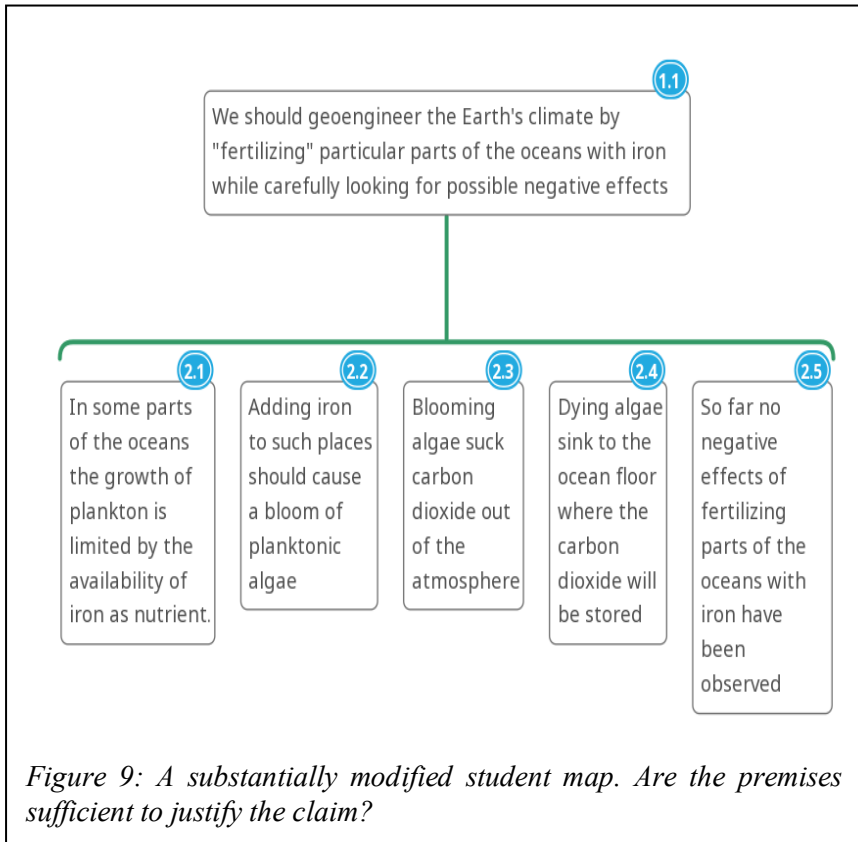 1.1
We should geoengineer the Earth's climate by
"fertilizing" particular parts of the oceans with iron
while carefully looking for possible negative effects
2.1
In some parts
of the oceans
the growth of
plankton is
limited by the
availability of
iron as nutrient.
2.2
Adding iron
to such places
should cause
a bloom of
planktonic
algae
2.3
Blooming
algae suck
carbon
dioxide out
of the
atmosphere
2.4
Dying algae
sink to the
ocean floor
where the
carbon
dioxide will
be stored
2.5
So far no
negative
effects of
fertilizing
parts of the
oceans with
iron have
been
observed
Figure 9: A substantially modified student map. Are the premises
sufficient to justify the claim?